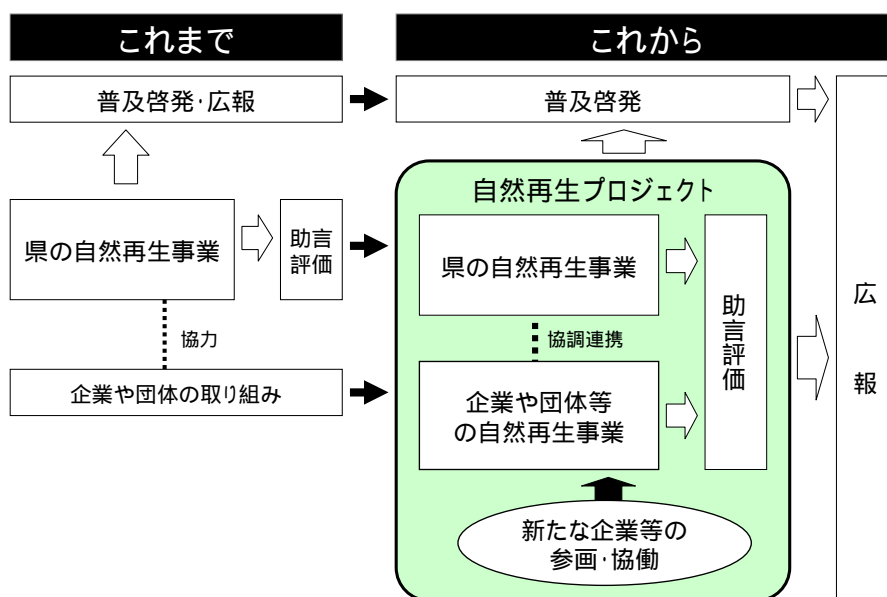 これまで
これから
普及啓発･広報
普及啓発
自然再生プロジェクト
県の自然再生事業
助言
評価
県の自然再生事業
助言評価
広報
協力
協調連携
企業や団体の取り組み
企業や団体等
の自然再生事業
新たな企業等の
参画･協働